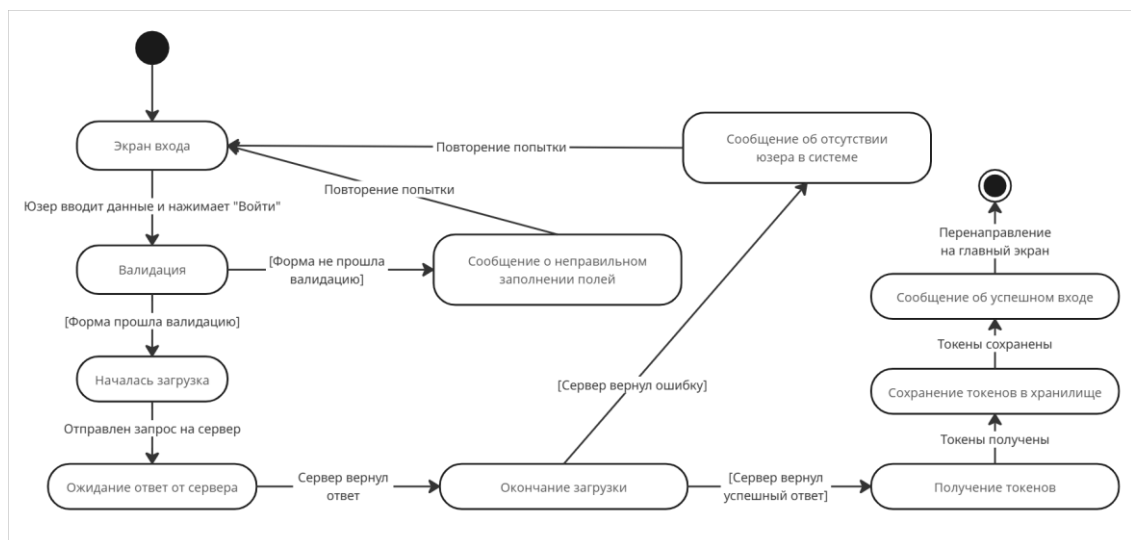 Экран входа
Повторение попытки
Сообщение об отсутствии
юзера в системе
Повторение попытки
Юзер вводит данные и нажимает "Войти"
Перенаправление
на главный экран
Валидация
[Форма не прошла
валидацию]
Сообщение о неправильном
заполнении полей
Сообщение об успешном входе
[Форма прошла валидацию]
Токены сохранены
Началась загрузка
[Сервер вернул ошибку]
Сохранение токенов в хранилище
Отправлен запрос на сервер
Токены получены
Ожидание ответ от сервера
Сервер вернул
ответ
Окончание загрузки
[Сервер вернул
успешный ответ]
Получение токенов